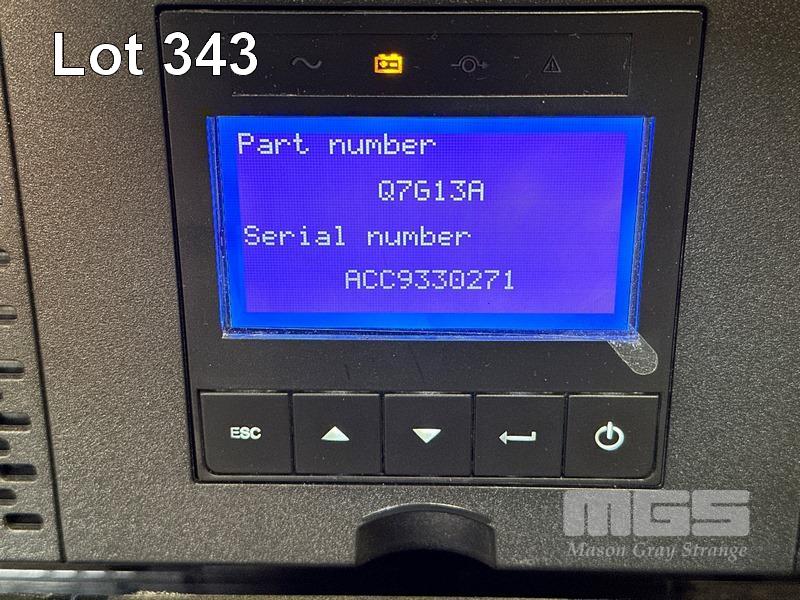 Lot 343
Part number
Q7G13A
Serial number
ACC9330271
ESC
MGS
Mason Gray Strange